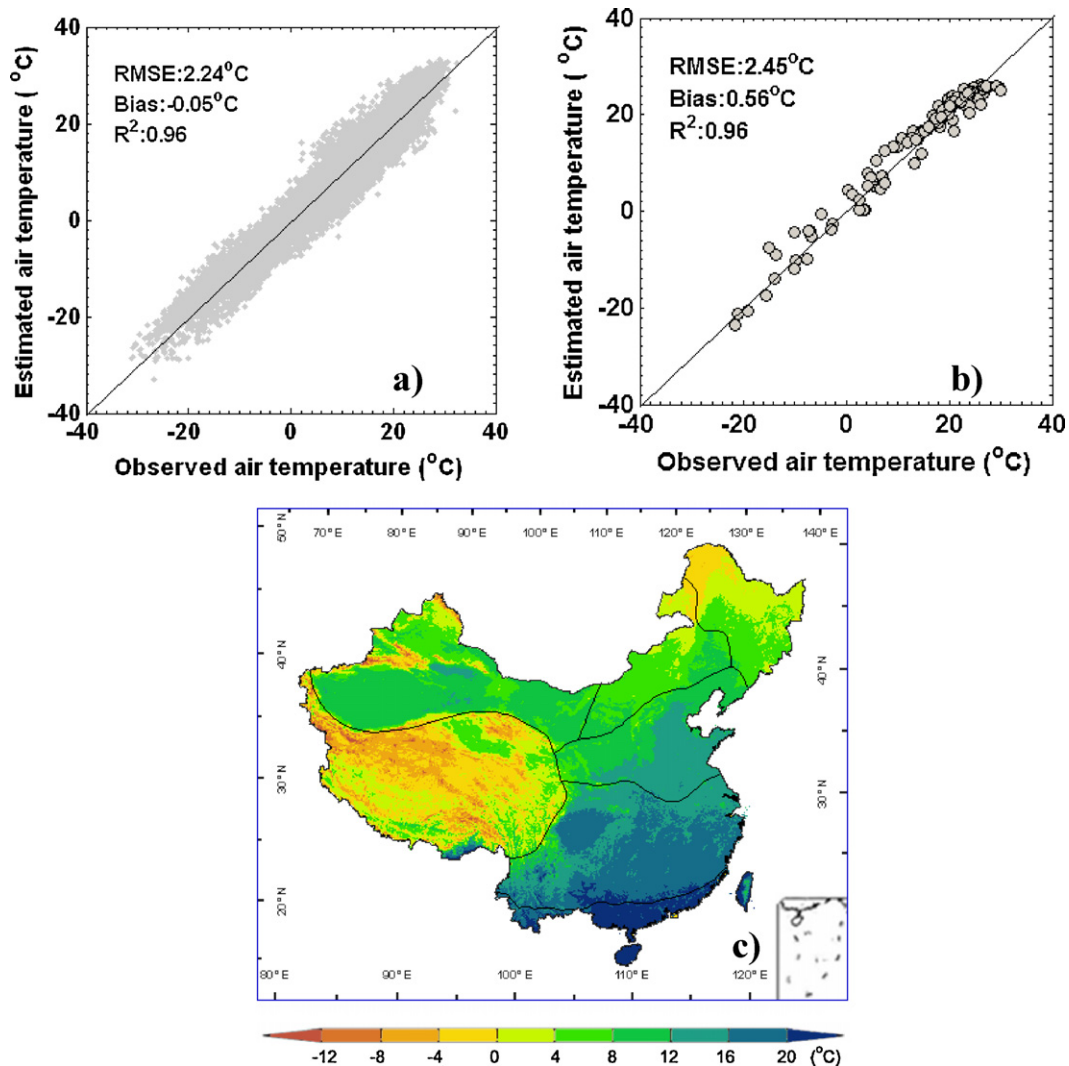 RMSE:2.24°C
Bias:-0.05°C
R²:0.96
a)
40
20
0
-20
-40
-40 -20 0 20 40
Estimated air temperature (°C)
Observed air temperature (°C)
RMSE:2.45°C
Bias:0.56°C
R²:0.96
b)
40
20
0
-20
-40
-40 -20 0 20 40
Estimated air temperature ( °C)
Observed air temperature (°C)
70° E 80° E 90° E 100° E 110° E 120° E 130° E 140° E
50° N
40° N
30° N
20° N
40° N
30° N
20° N
c)
80° E 90° E 100° E 110° E 120° E
-12 -8 -4 0 4 8 12 16 20 (°C)